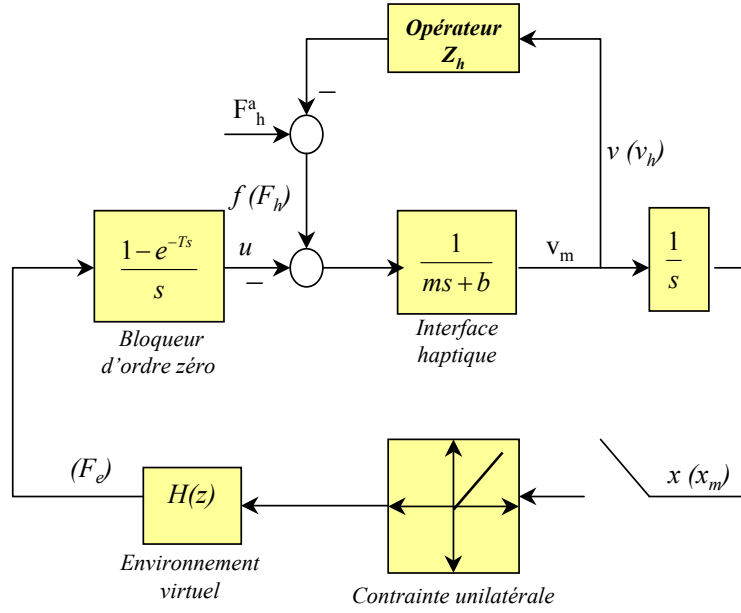 Opérateur
Z_h
–
F^a_h
v (v_h)
f (F_h)
1 – e^{–Ts}
s
u
–
1
ms + b
v_m
1
s
Bloqueur
d'ordre zéro
Interface
haptique
(F_e)
H(z)
x (x_m)
Environnement
virtuel
Contrainte unilatérale